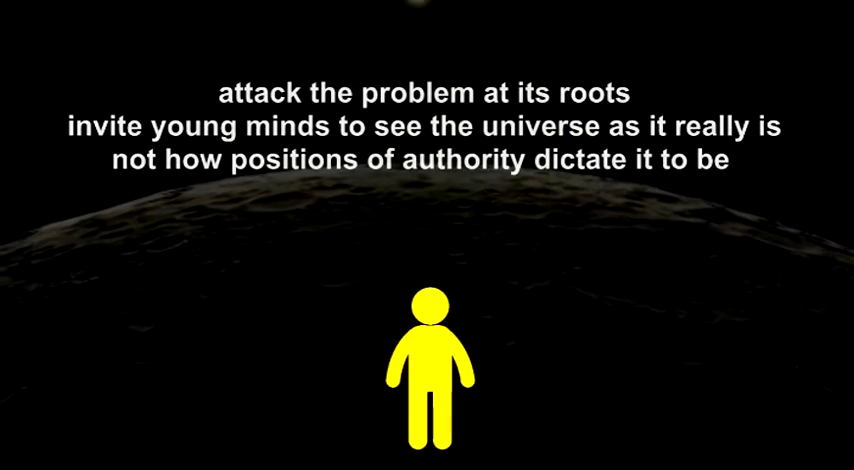 attack the problem at its roots
invite young minds to see the universe as it really is
not how positions of authority dictate it to be